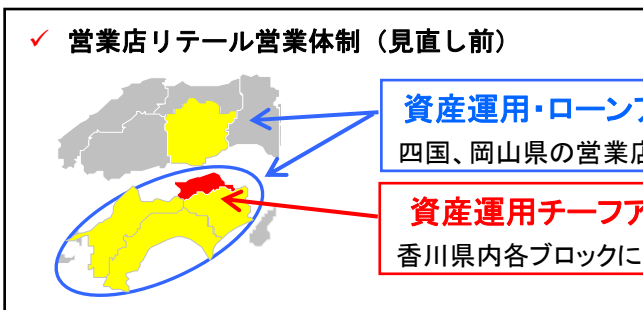 ✓ 営業店リテール営業体制（見直し前）
資産運用・ローンア
四国、岡山県の営業店
資産運用チーフア
香川県内各ブロックに